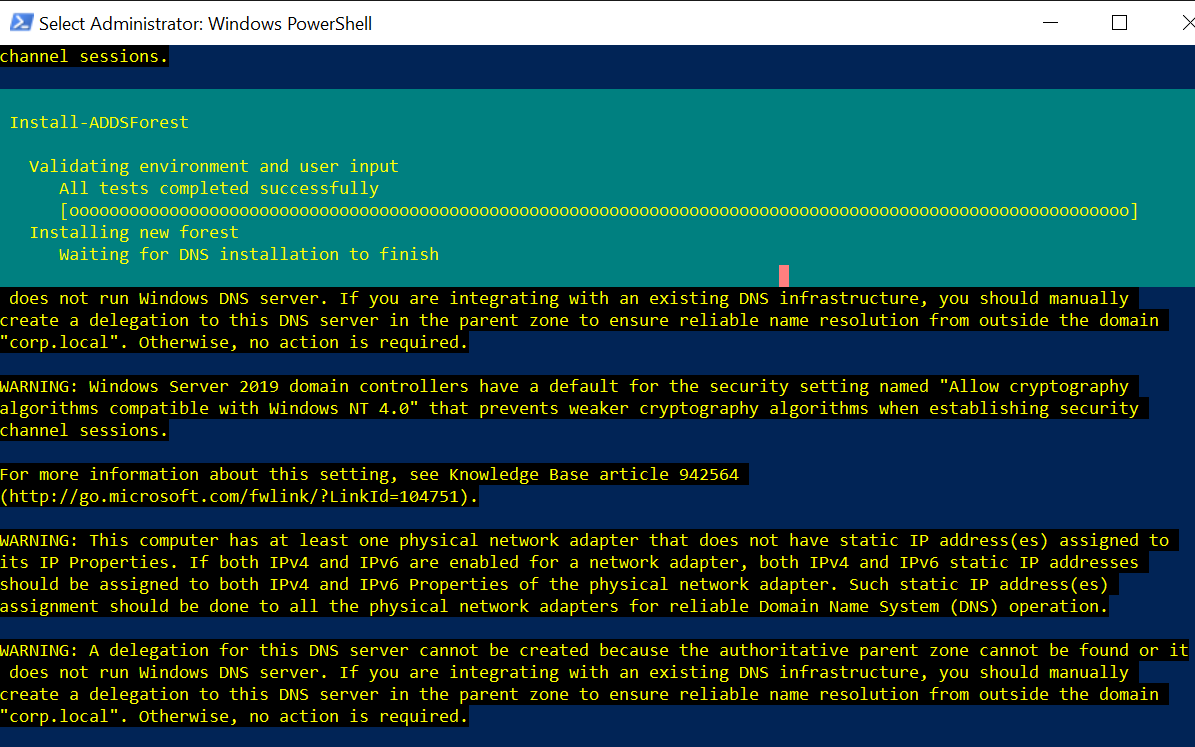 Select Administrator: Windows PowerShell
channel sessions.
Install-ADDSForest
Validating environment and user input
All tests completed successfully
[oooooooooooooooooooooooooooooooooooooooooooooooooooooooooooooooooooooooooooooooooooooooooooooooooooooooooo]
Installing new forest
Waiting for DNS installation to finish
does not run Windows DNS server. If you are integrating with an existing DNS infrastructure, you should manually
create a delegation to this DNS server in the parent zone to ensure reliable name resolution from outside the domain
"corp.local". Otherwise, no action is required.
WARNING: Windows Server 2019 domain controllers have a default for the security setting named "Allow cryptography
algorithms compatible with Windows NT 4.0" that prevents weaker cryptography algorithms when establishing security
channel sessions.
For more information about this setting, see Knowledge Base article 942564
(http://go.microsoft.com/fwlink/?LinkId=104751).
WARNING: This computer has at least one physical network adapter that does not have static IP address(es) assigned to
its IP Properties. If both IPv4 and IPv6 are enabled for a network adapter, both IPv4 and IPv6 static IP addresses
should be assigned to both IPv4 and IPv6 Properties of the physical network adapter. Such static IP address(es)
assignment should be done to all the physical network adapters for reliable Domain Name System (DNS) operation.
WARNING: A delegation for this DNS server cannot be created because the authoritative parent zone cannot be found or it
does not run Windows DNS server. If you are integrating with an existing DNS infrastructure, you should manually
create a delegation to this DNS server in the parent zone to ensure reliable name resolution from outside the domain
"corp.local". Otherwise, no action is required.